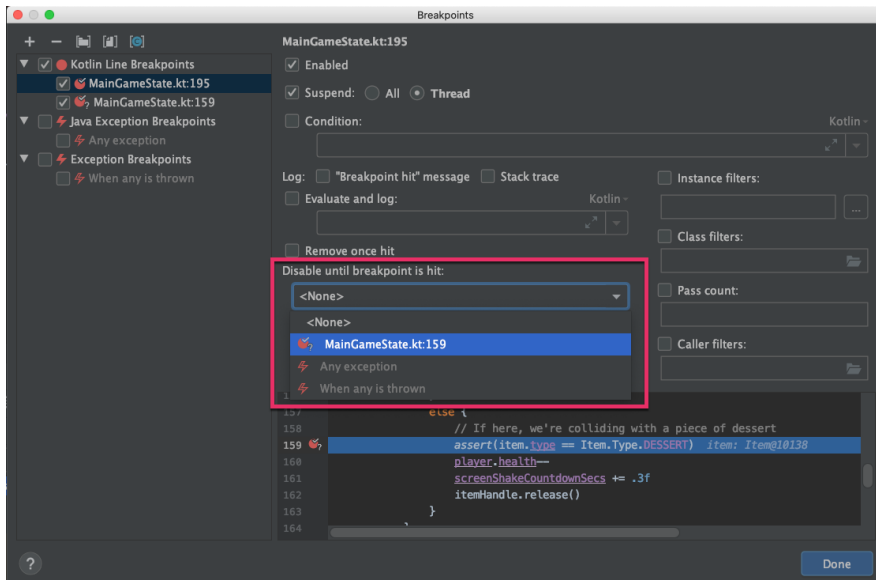 Breakpoints
MainGameState.kt:195
Kotlin Line Breakpoints
MainGameState.kt:195
MainGameState.kt:159
Java Exception Breakpoints
Any exception
Exception Breakpoints
When any is thrown
Enabled
Suspend: All Thread
Condition: Kotlin
Log: "Breakpoint hit" message Stack trace
Evaluate and log: Kotlin
Remove once hit
Disable until breakpoint is hit:
<None>
<None>
MainGameState.kt:159
Any exception
When any is thrown
Instance filters:
...
Class filters:
Pass count:
Caller filters:
157 else {
158 // If here, we're colliding with a piece of dessert
159 ? assert(item.type == Item.Type.DESSERT) item: Item@10138
160 player.health--
161 screenShakeCountdownSecs += .3f
162 itemHandle.release()
163 }
164
?
Done